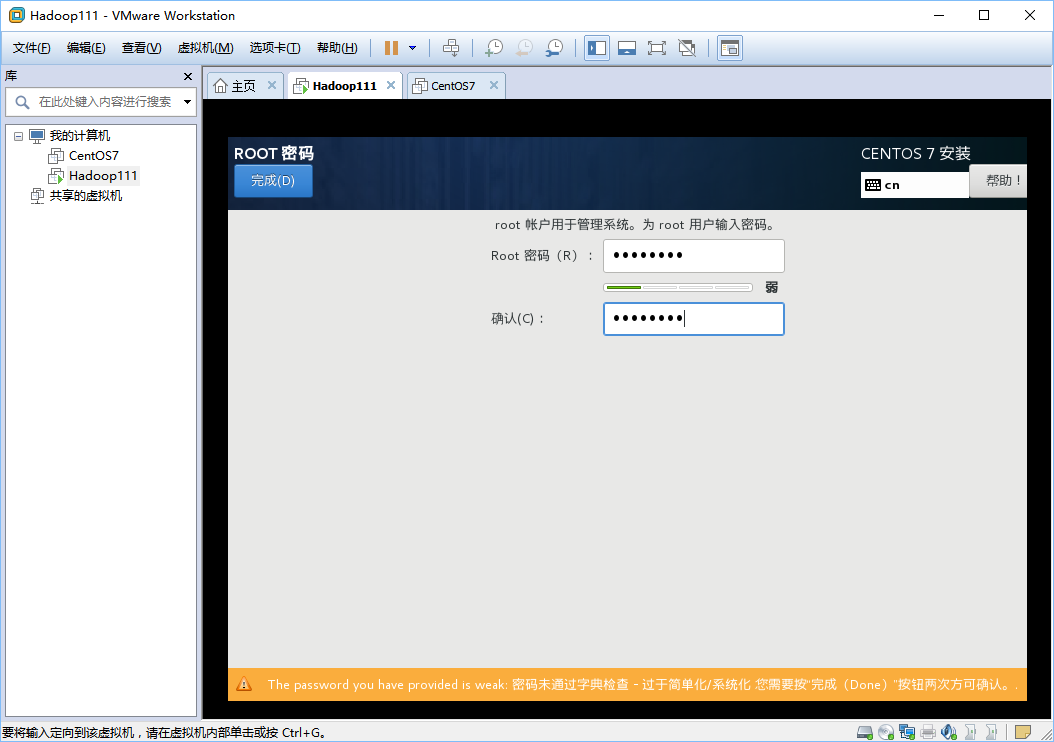 Hadoop111 - VMware Workstation
文件(F) 编辑(E) 查看(V) 虚拟机(M) 选项卡(T) 帮助(H)
库
在此处键入内容进行搜索
我的计算机
CentOS7
Hadoop111
共享的虚拟机
主页 Hadoop111 CentOS7
ROOT 密码
完成(D)
CENTOS 7 安装
cn
帮助！
root 帐户用于管理系统。为 root 用户输入密码。
Root 密码（R）：
弱
确认(C)：
The password you have provided is weak: 密码未通过字典检查 - 过于简单化/系统化 您需要按"完成（Done）"按钮两次方可确认。.
要将输入定向到该虚拟机，请在虚拟机内部单击或按 Ctrl+G。